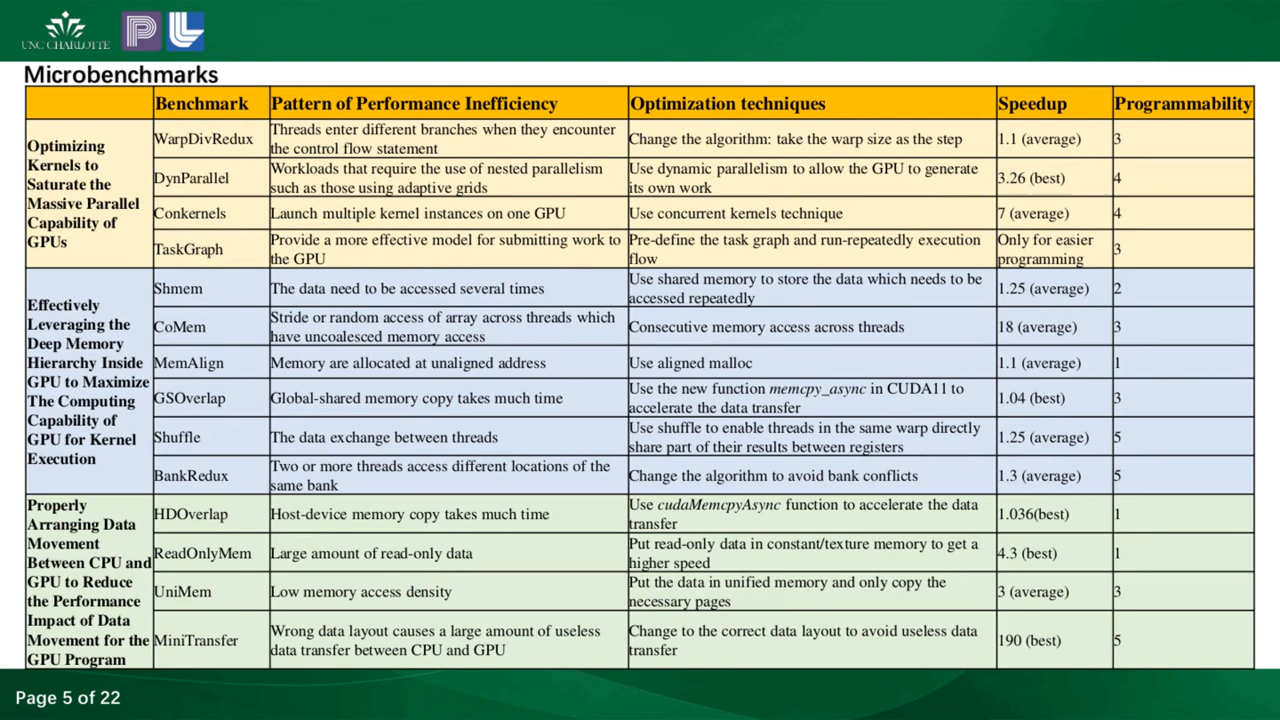 UNC CHARLOTTE
P L
Microbenchmarks
Benchmark Pattern of Performance Inefficiency Optimization techniques Speedup Programmability
Optimizing
Kernels to
Saturate the
Massive Parallel
Capability of
GPUs
WarpDivRedux
Threads enter different branches when they encounter
the control flow statement
Change the algorithm: take the warp size as the step
1.1 (average)
3
DynParallel
Workloads that require the use of nested parallelism
such as those using adaptive grids
Use dynamic parallelism to allow the GPU to generate
its own work
3.26 (best)
4
Conkernels
Launch multiple kernel instances on one GPU
Use concurrent kernels technique
7 (average)
4
TaskGraph
Provide a more effective model for submitting work to
the GPU
Pre-define the task graph and run-repeatedly execution
flow
Only for easier
programming
3
Effectively
Leveraging the
Deep Memory
Hierarchy Inside
GPU to Maximize
The Computing
Capability of
GPU for Kernel
Execution
Shmem
The data need to be accessed several times
Use shared memory to store the data which needs to be
accessed repeatedly
1.25 (average)
2
CoMem
Stride or random access of array across threads which
have uncoalesced memory access
Consecutive memory access across threads
18 (average)
3
MemAlign
Memory are allocated at unaligned address
Use aligned malloc
1.1 (average)
1
GSOverlap
Global-shared memory copy takes much time
Use the new function memcpy_async in CUDA11 to
accelerate the data transfer
1.04 (best)
3
Shuffle
The data exchange between threads
Use shuffle to enable threads in the same warp directly
share part of their results between registers
1.25 (average)
5
BankRedux
Two or more threads access different locations of the
same bank
Change the algorithm to avoid bank conflicts
1.3 (average)
5
Properly
Arranging Data
Movement
Between CPU and
GPU to Reduce
the Performance
Impact of Data
Movement for the
GPU Program
HDOverlap
Host-device memory copy takes much time
Use cudaMemcpyAsync function to accelerate the data
transfer
1.036(best)
1
ReadOnlyMem
Large amount of read-only data
Put read-only data in constant/texture memory to get a
higher speed
4.3 (best)
1
UniMem
Low memory access density
Put the data in unified memory and only copy the
necessary pages
3 (average)
3
MiniTransfer
Wrong data layout causes a large amount of useless
data transfer between CPU and GPU
Change to the correct data layout to avoid useless data
transfer
190 (best)
5
Page 5 of 22